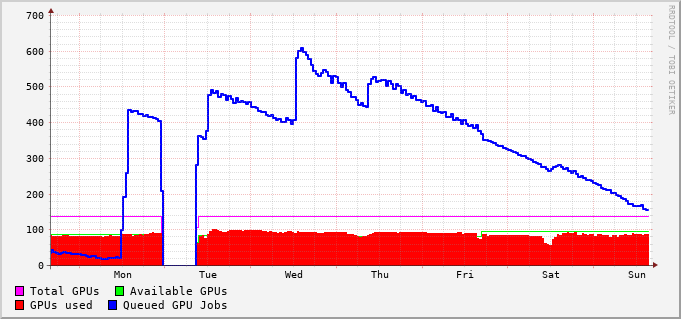 700
600
500
400
300
200
100
0
Mon Tue Wed Thu Fri Sat Sun
Total GPUs Available GPUs
GPUs used Queued GPU Jobs
RRDTOOL / TOBI OETIKER